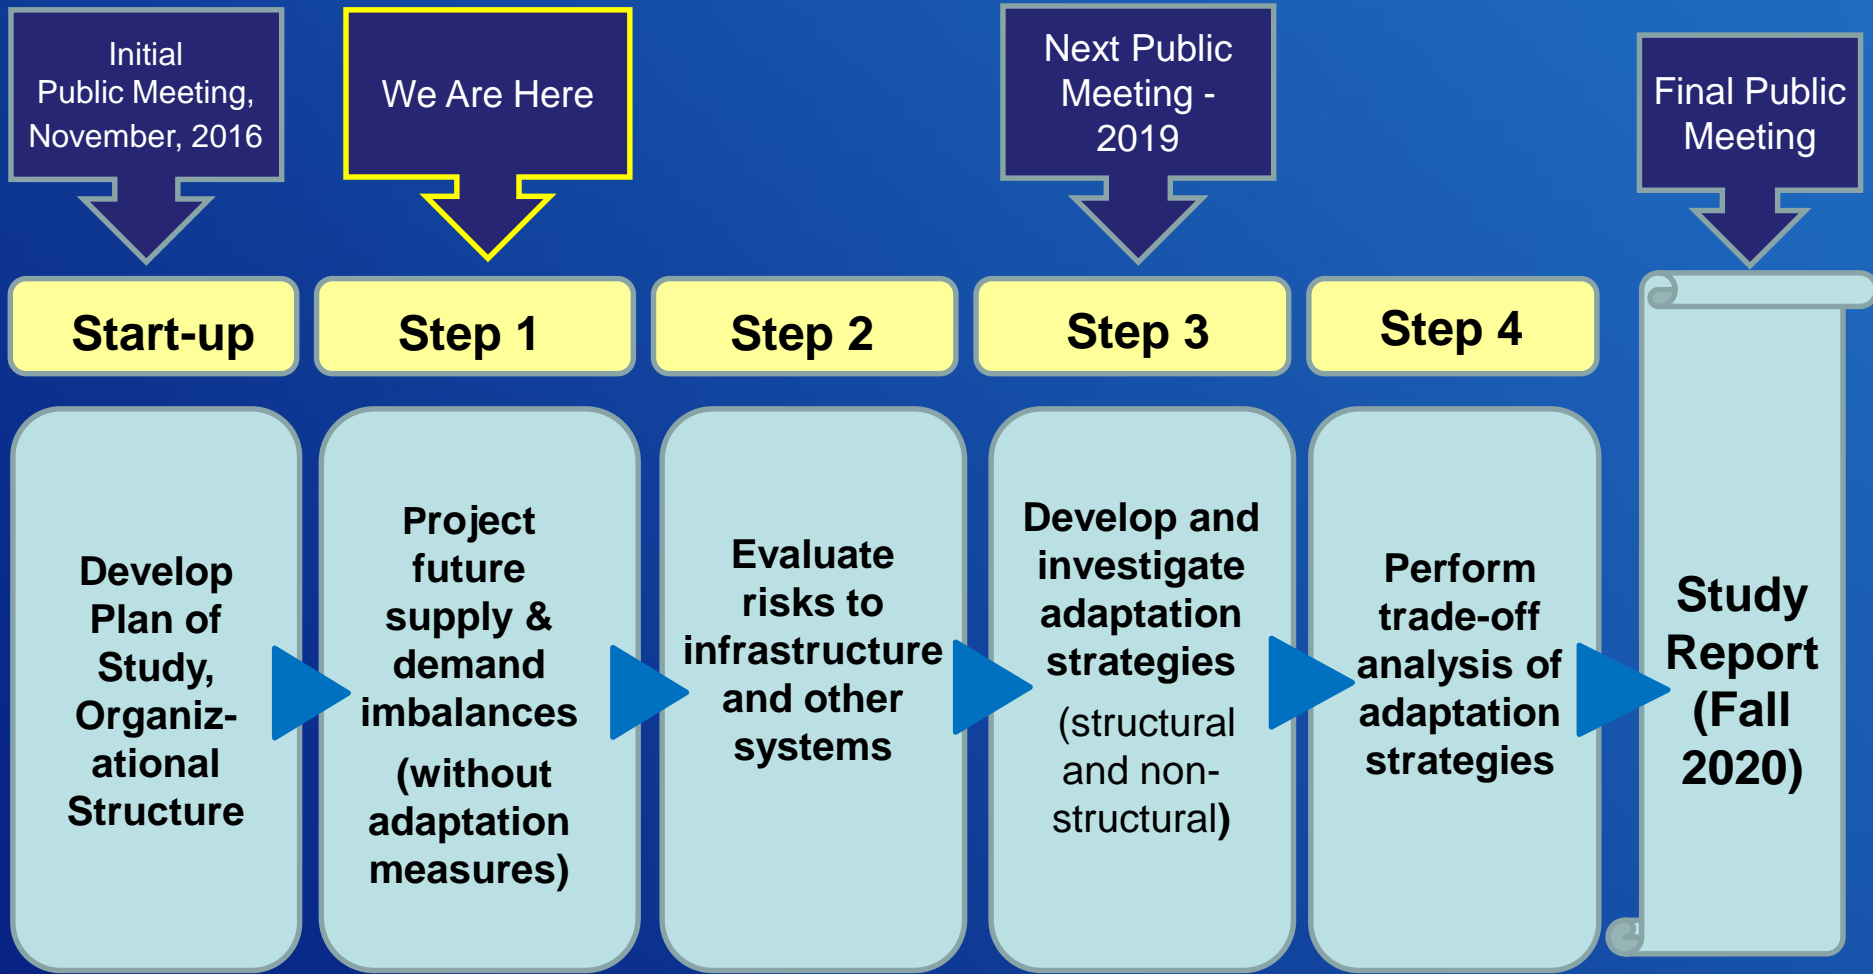 Initial
Public Meeting,
November, 2016
We Are Here
Next Public
Meeting -
2019
Final Public
Meeting
Start-up
Step 1
Step 2
Step 3
Step 4
Develop
Plan of
Study,
Organiz-
ational
Structure
Project
future
supply &
demand
imbalances
(without
adaptation
measures)
Evaluate
risks to
infrastructure
and other
systems
Develop and
investigate
adaptation
strategies
(structural
and non-
structural)
Perform
trade-off
analysis of
adaptation
strategies
Study
Report
(Fall
2020)